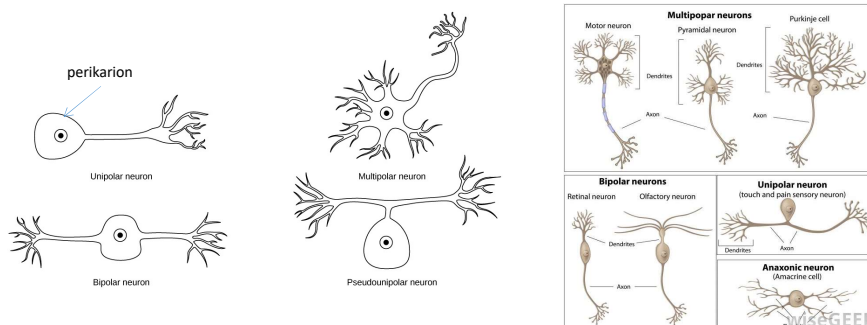 perikarion
Unipolar neuron
Multipolar neuron
Bipolar neuron
Pseudounipolar neuron
Multipopar neurons
Motor neuron
Pyramidal neuron
Purkinje cell
Dendrites
Dendrites
Axon
Axon
Bipolar neurons
Retinal neuron
Olfactory neuron
Dendrites
Axon
Unipolar neuron
(touch and pain sensory neuron)
Dendrites
Axon
Anaxonic neuron
(Amacrine cell)
wiseGEEK